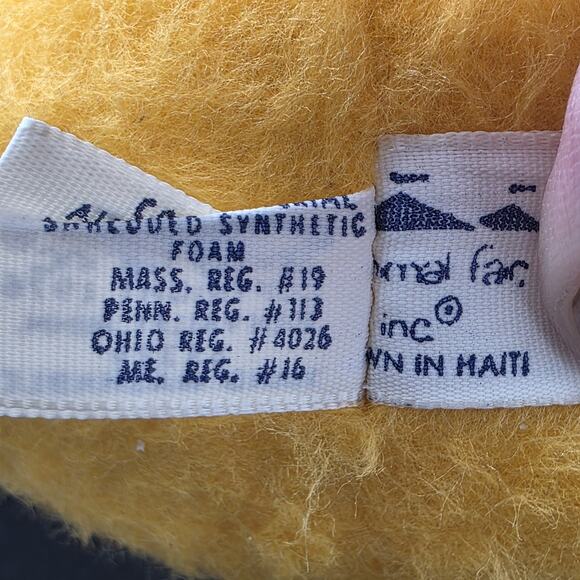 SYNTHETIC
FOAM
MASS. REG. #19
PENN. REG. #113
OHIO REG. #4026
ME. REG. #16
inc
WN IN HAITI